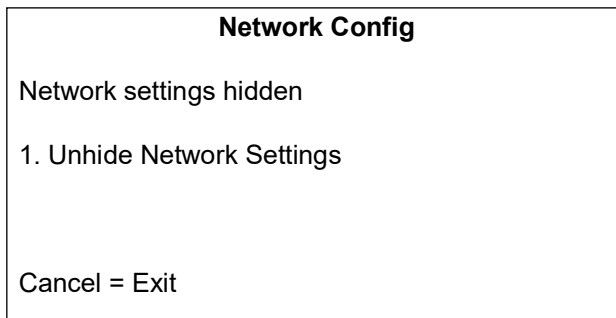 Network Config
Network settings hidden
1. Unhide Network Settings
Cancel = Exit